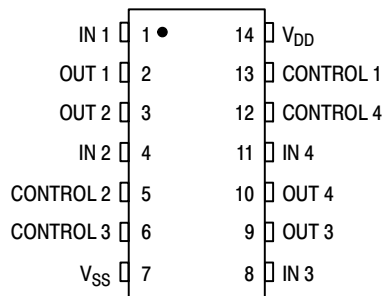 IN 1 1 14 VDD
OUT 1 2 13 CONTROL 1
OUT 2 3 12 CONTROL 4
IN 2 4 11 IN 4
CONTROL 2 5 10 OUT 4
CONTROL 3 6 9 OUT 3
VSS 7 8 IN 3